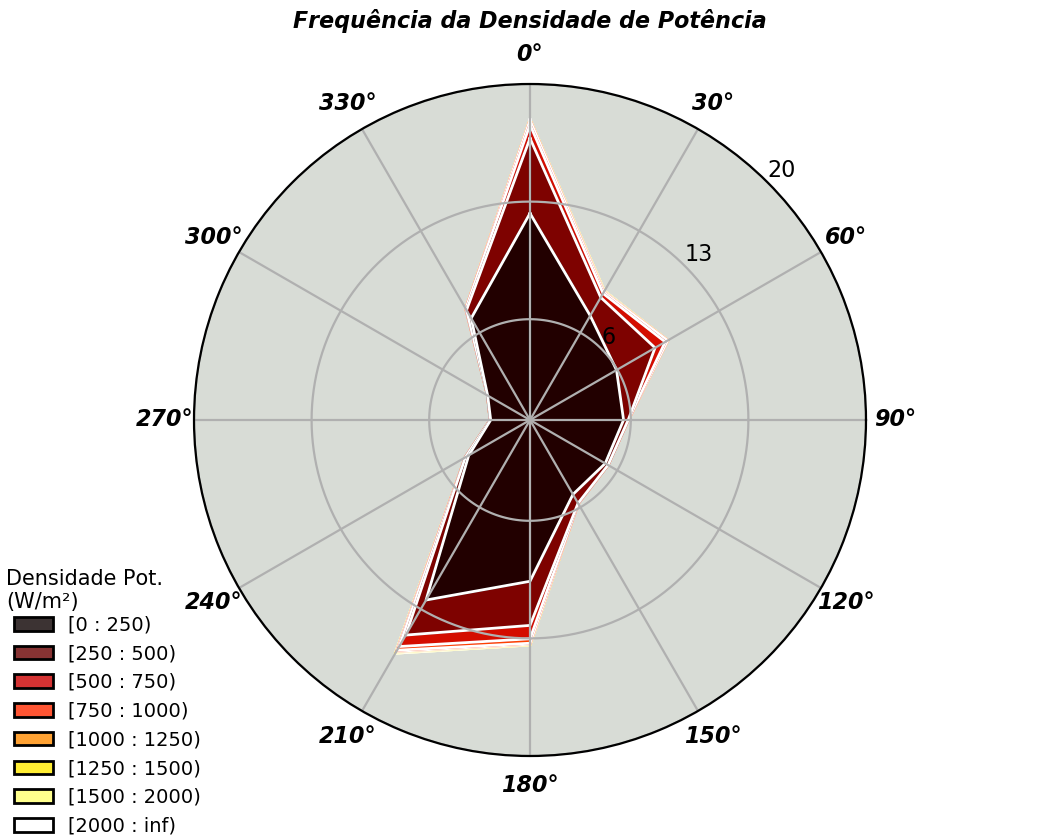 Frequência da Densidade de Potência
0°
330°
30°
20
300°
60°
13
6
270°
90°
240°
120°
210°
150°
180°
Densidade Pot.
(W/m²)
[0 : 250)
[250 : 500)
[500 : 750)
[750 : 1000)
[1000 : 1250)
[1250 : 1500)
[1500 : 2000)
[2000 : inf)